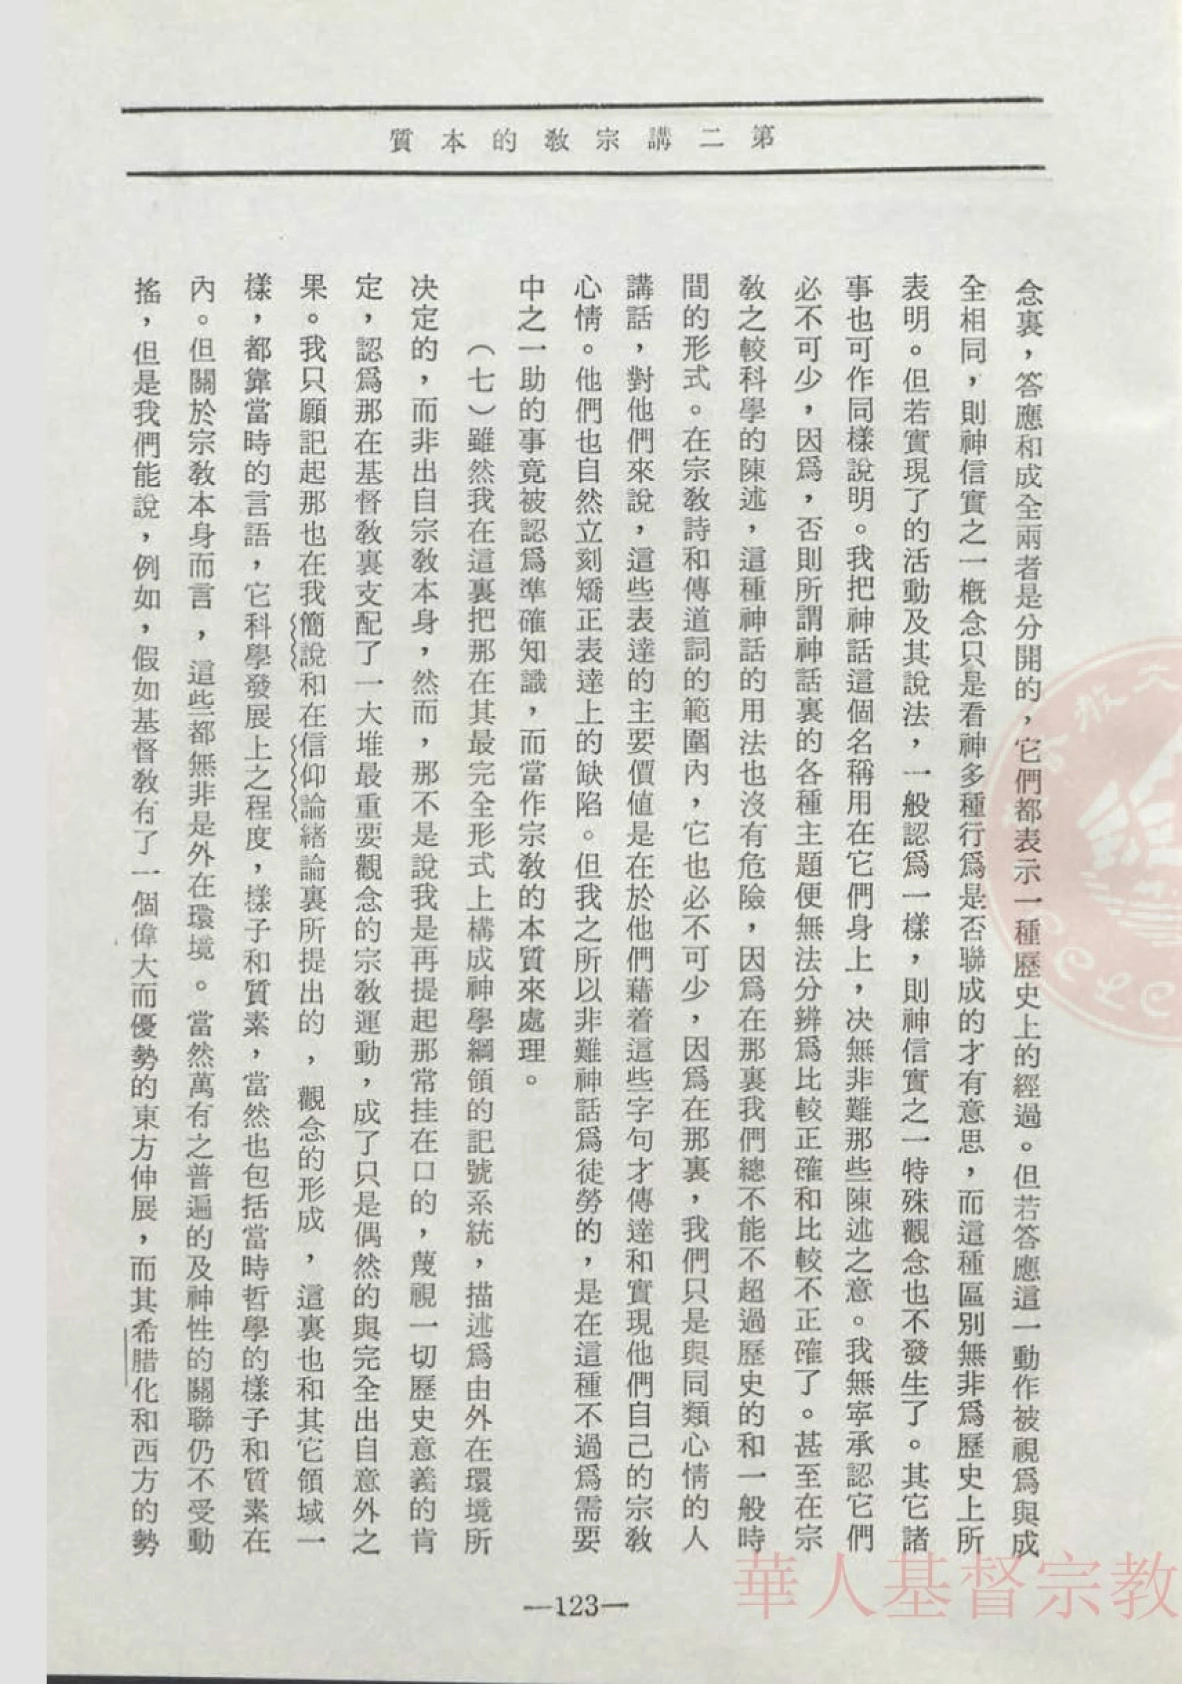 第二講宗教的本質
念裏，答應和成全兩者是分開的，它們都表示一種歷史上的經過。但若答應這一動作被視爲與成
全相同，則神信實之一概念只是看神多種行爲是否聯成的才有意思，而這種區別無非爲歷史上所
表明。但若實現了的活動及其說法，一般認爲一樣，則神信實之一特殊觀念也不發生了。其它諸
事也可作同樣說明。我把神話這個名稱用在它們身上，决無非難那些陳述之意。我無寧承認它們
必不可少，因爲，否則所謂神話裏的各種主題便無法分辨爲比較正確和比較不正確了。甚至在宗
教之較科學的陳述，這種神話的用法也沒有危險，因爲在那裏我們總不能不超過歷史的和一般時
間的形式。在宗教詩和傳道詞的範圍內，它也必不可少，因爲在那裏，我們只是與同類心情的人
講話，對他們來說，這些表達的主要價值是在於他們藉着這些字句才傳達和實現他們自己的宗教
心情。他們也自然立刻矯正表達上的缺陷。但我之所以非難神話爲徒勞的，是在這種不過爲需要
中之一助的事竟被認爲準確知識，而當作宗教的本質來處理。
（七）雖然我在這裏把那在其最完全形式上構成神學綱領的記號系統，描述爲由外在環境所
决定的，而非出自宗教本身，然而，那不是說我是再提起那常挂在口的，蔑視一切歷史意義的肯
定，認爲那在基督教裏支配了一大堆最重要觀念的宗教運動，成了只是偶然的與完全出自意外之
果。我只願記起那也在我簡說和在信仰論緒論裏所提出的，觀念的形成，這裏也和其它領域一
樣，都靠當時的言語，它科學發展上之程度，樣子和質素，當然也包括當時哲學的樣子和質素在
內。但關於宗教本身而言，這些都無非是外在環境。當然萬有之普遍的及神性的關聯仍不受動
搖，但是我們能說，例如，假如基督教有了一個偉大而優勢的東方伸展，而其希腊化和西方的勢
—123—
華人基督宗教